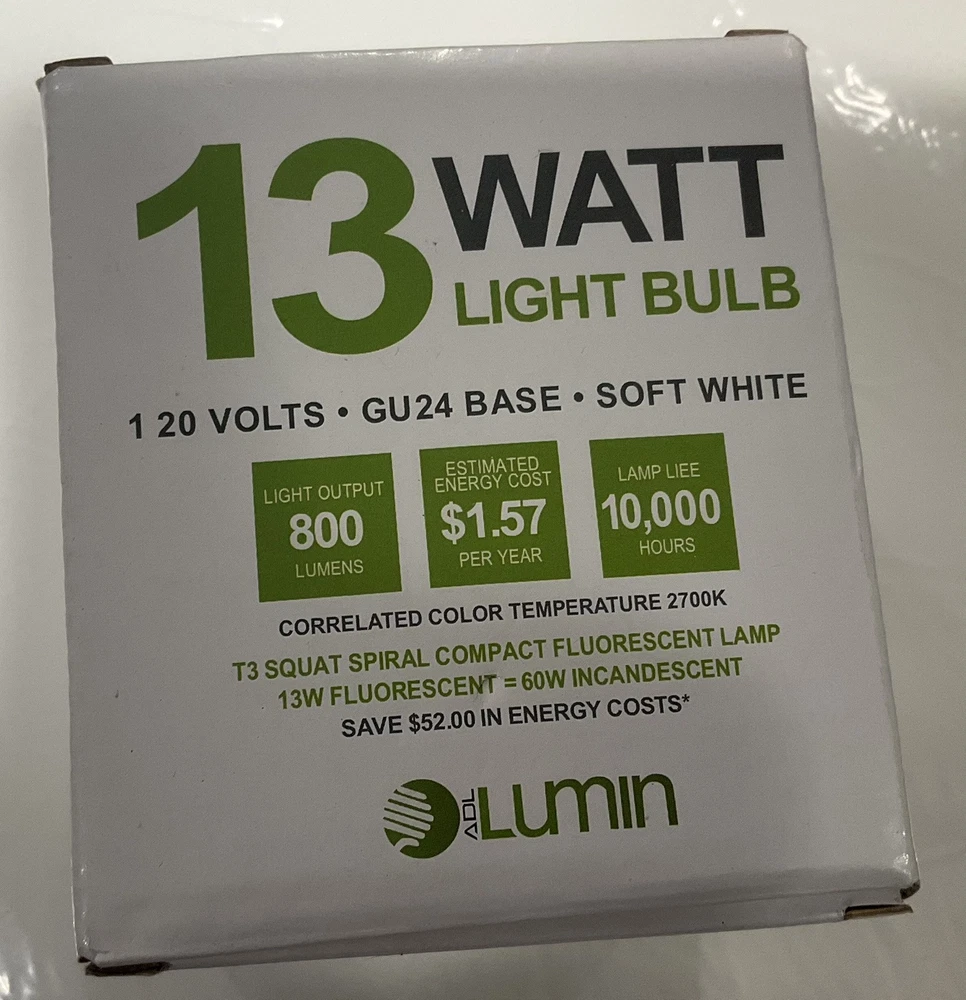 13 WATT
LIGHT BULB
1 20 VOLTS • GU24 BASE • SOFT WHITE
LIGHT OUTPUT
800
LUMENS
ESTIMATED
ENERGY COST
$1.57
PER YEAR
LAMP LIEE
10,000
HOURS
CORRELATED COLOR TEMPERATURE 2700K
T3 SQUAT SPIRAL COMPACT FLUORESCENT LAMP
13W FLUORESCENT = 60W INCANDESCENT
SAVE $52.00 IN ENERGY COSTS*
ADL LUMIN